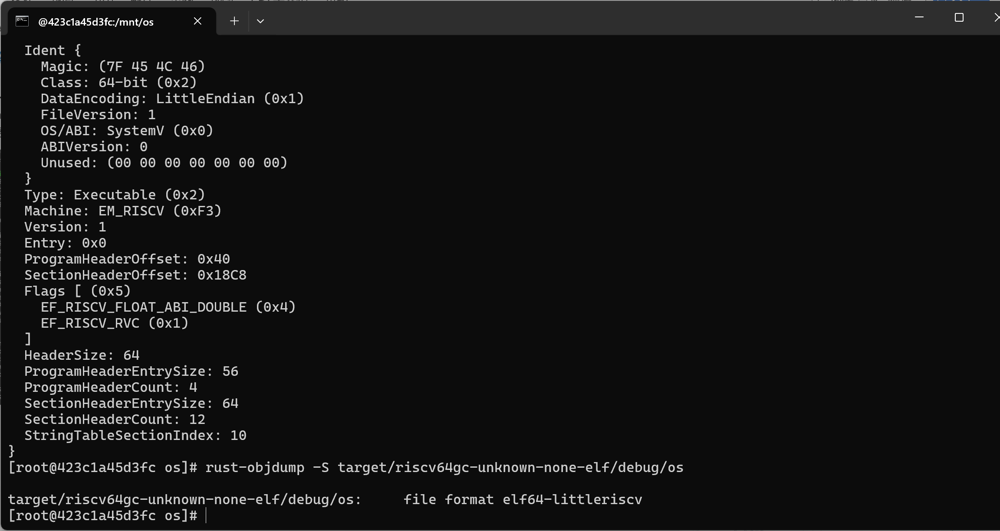 @423c1a45d3fc:/mnt/os
Ident {
Magic: (7F 45 4C 46)
Class: 64-bit (0x2)
DataEncoding: LittleEndian (0x1)
FileVersion: 1
OS/ABI: SystemV (0x0)
ABIVersion: 0
Unused: (00 00 00 00 00 00 00)
}
Type: Executable (0x2)
Machine: EM_RISCV (0xF3)
Version: 1
Entry: 0x0
ProgramHeaderOffset: 0x40
SectionHeaderOffset: 0x18C8
Flags [ (0x5)
EF_RISCV_FLOAT_ABI_DOUBLE (0x4)
EF_RISCV_RVC (0x1)
]
HeaderSize: 64
ProgramHeaderEntrySize: 56
ProgramHeaderCount: 4
SectionHeaderEntrySize: 64
SectionHeaderCount: 12
StringTableSectionIndex: 10
}
[root@423c1a45d3fc os]# rust-objdump -S target/riscv64gc-unknown-none-elf/debug/os
target/riscv64gc-unknown-none-elf/debug/os:     file format elf64-littleriscv
[root@423c1a45d3fc os]#